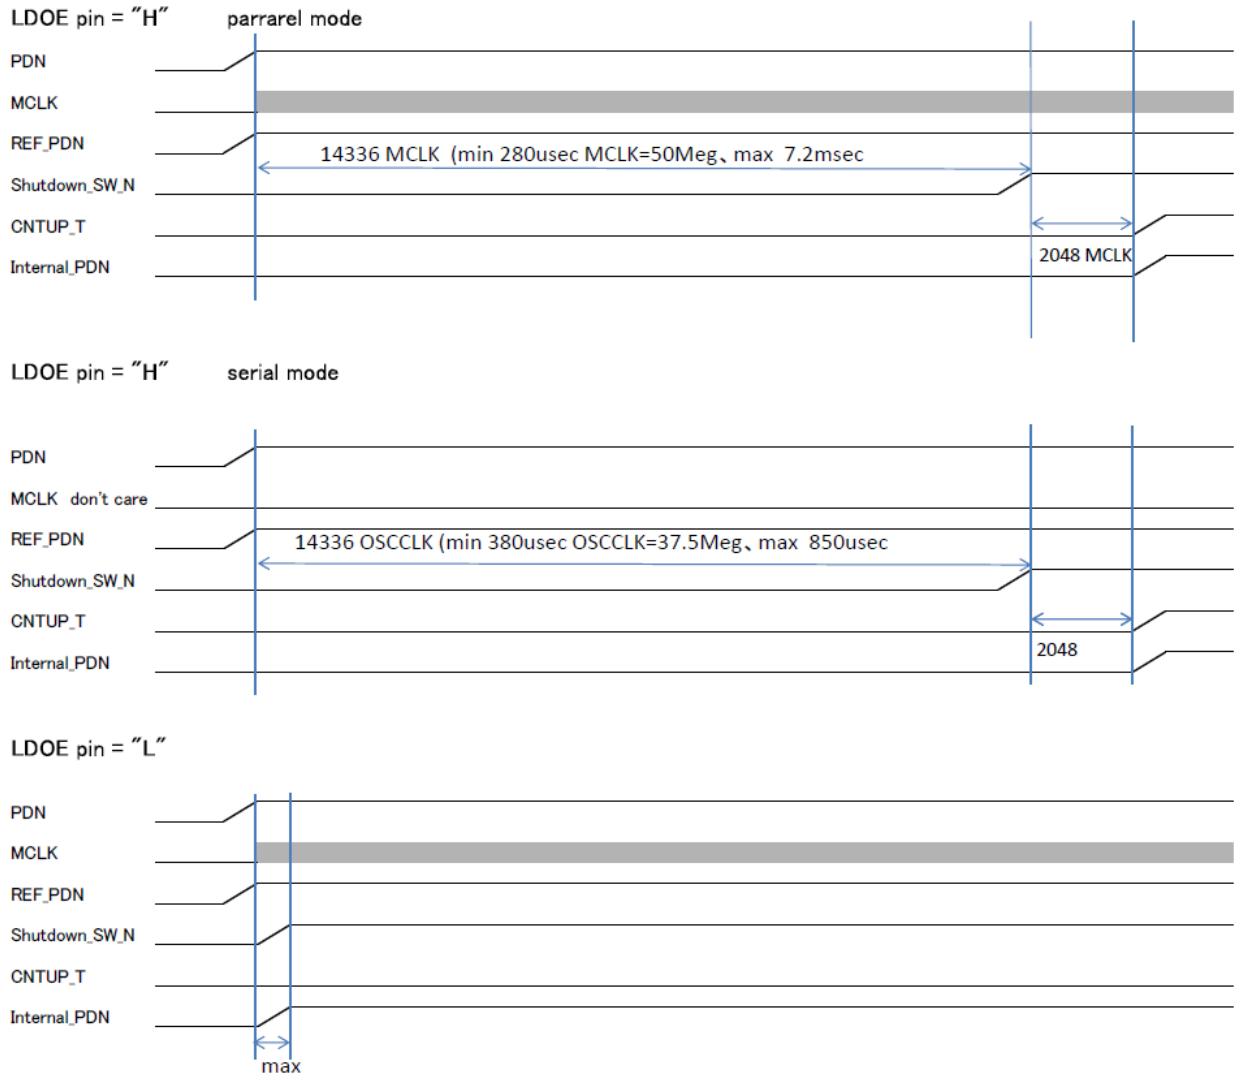 LDOE pin = "H" parrarel mode
PDN
MCLK
REF_PDN
14336 MCLK (min 280usec MCLK=50Meg、max 7.2msec
Shutdown_SW_N
CNTUP_T
2048 MCLK
Internal_PDN
LDOE pin = "H" serial mode
PDN
MCLK don't care
REF_PDN
14336 OSCCLK (min 380usec OSCCLK=37.5Meg、max 850usec
Shutdown_SW_N
CNTUP_T
2048
Internal_PDN
LDOE pin = "L"
PDN
MCLK
REF_PDN
Shutdown_SW_N
CNTUP_T
Internal_PDN
max